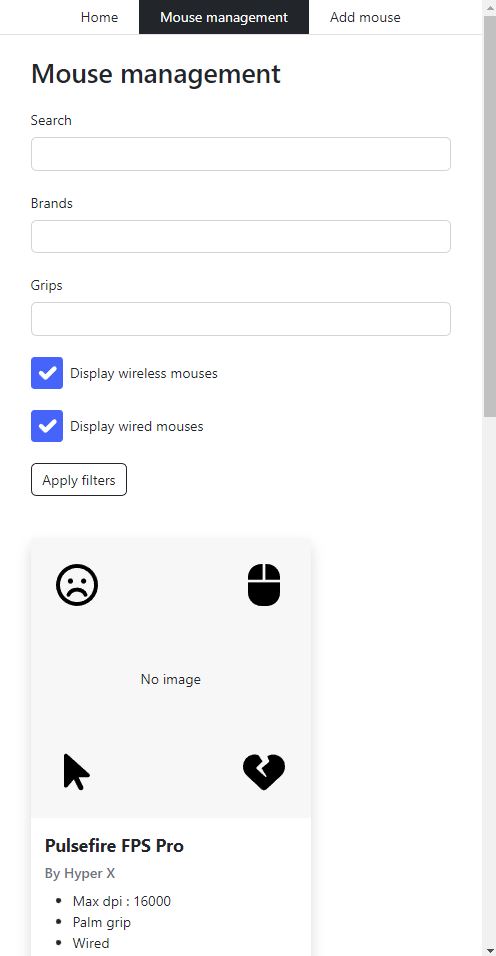 Home Mouse management Add mouse
Mouse management
Search
Brands
Grips
Display wireless mouses
Display wired mouses
Apply filters
No image
Pulsefire FPS Pro
By Hyper X
Max dpi : 16000
Palm grip
Wired